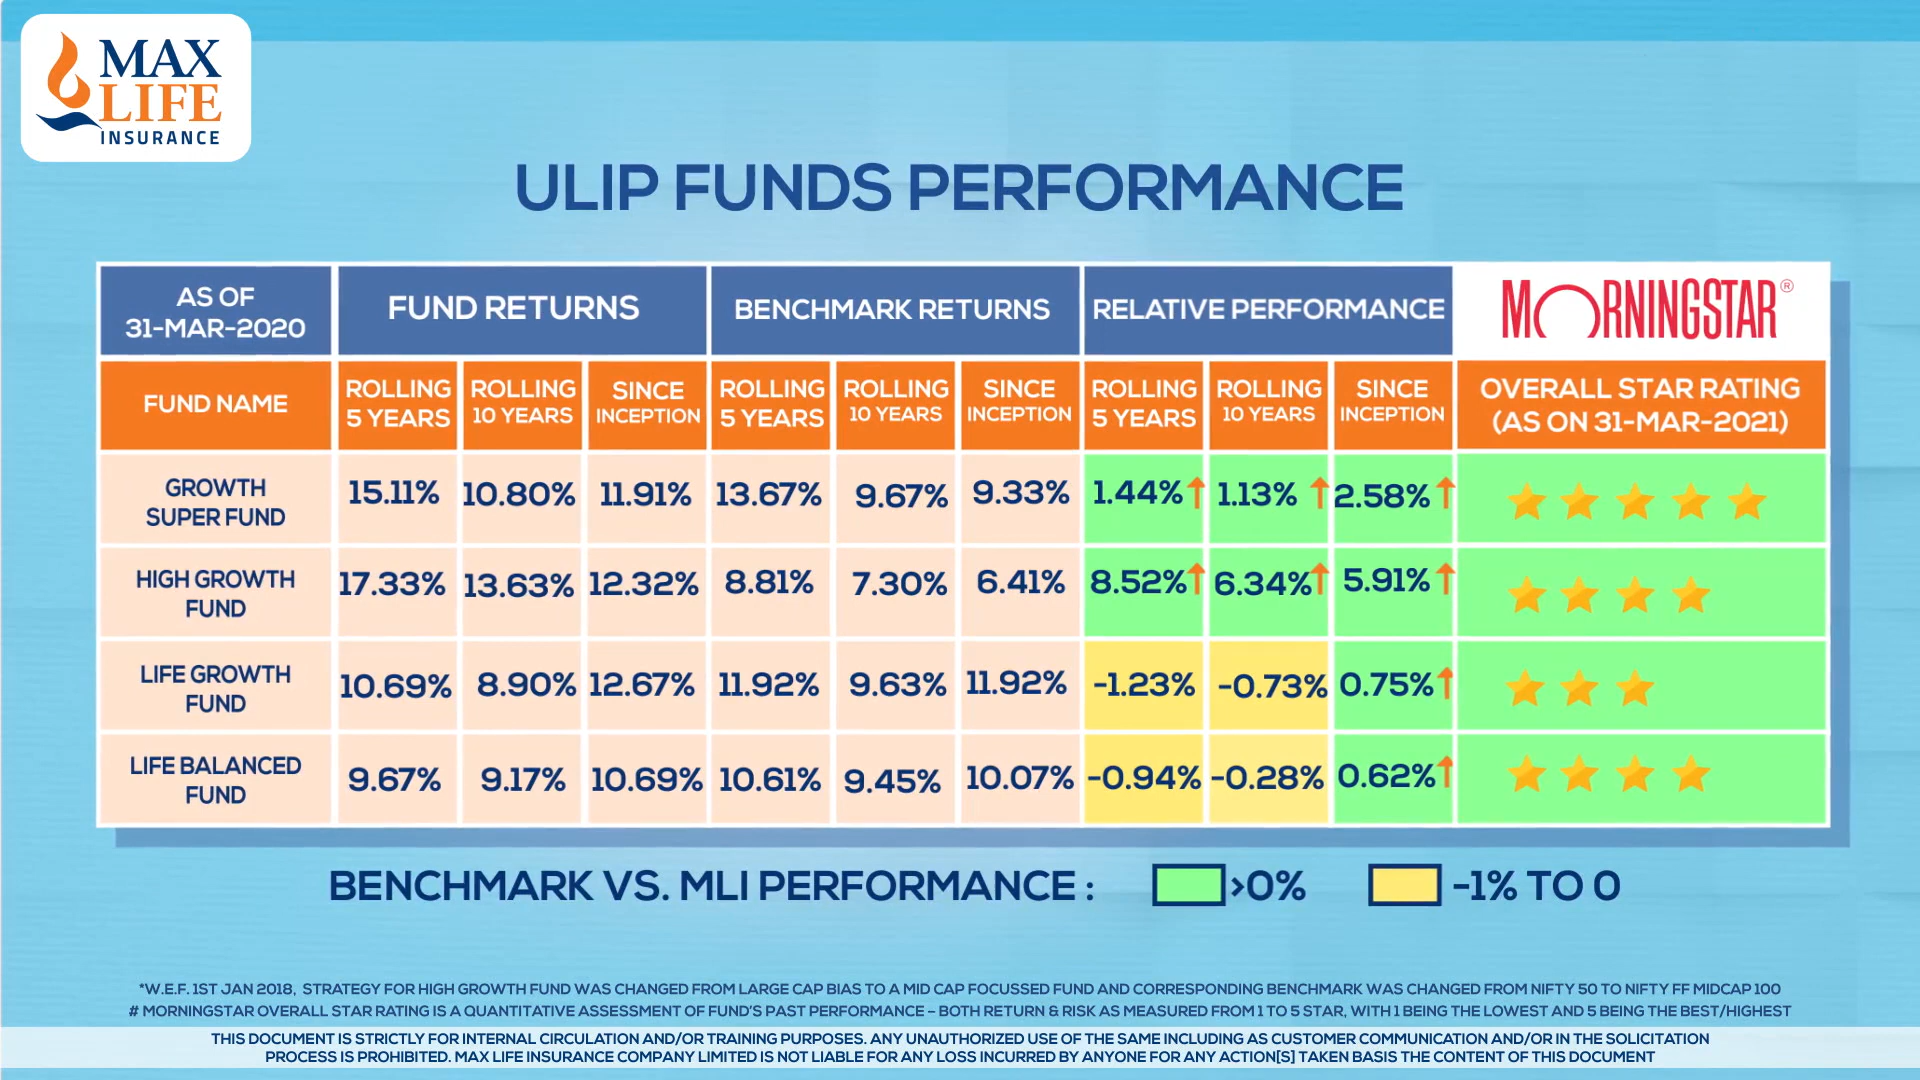 MAX
LIFE
INSURANCE
ULIP FUNDS PERFORMANCE
AS OF
31-MAR-2020
FUND RETURNS
BENCHMARK RETURNS
RELATIVE PERFORMANCE
MORNINGSTAR®
FUND NAME
ROLLING
5 YEARS
ROLLING
10 YEARS
SINCE
INCEPTION
ROLLING
5 YEARS
ROLLING
10 YEARS
SINCE
INCEPTION
ROLLING
5 YEARS
ROLLING
10 YEARS
SINCE
INCEPTION
OVERALL STAR RATING
(AS ON 31-MAR-2021)
GROWTH
SUPER FUND
15.11%
10.80%
11.91%
13.67%
9.67%
9.33%
1.44%
1.13%
2.58%
HIGH GROWTH
FUND
17.33%
13.63%
12.32%
8.81%
7.30%
6.41%
8.52%
6.34%
5.91%
LIFE GROWTH
FUND
10.69%
8.90%
12.67%
11.92%
9.63%
11.92%
-1.23%
-0.73%
0.75%
LIFE BALANCED
FUND
9.67%
9.17%
10.69%
10.61%
9.45%
10.07%
-0.94%
-0.28%
0.62%
BENCHMARK VS. MLI PERFORMANCE :
>0%
-1% TO 0
*W.E.F. 1ST JAN 2018, STRATEGY FOR HIGH GROWTH FUND WAS CHANGED FROM LARGE CAP BIAS TO A MID CAP FOCUSSED FUND AND CORRESPONDING BENCHMARK WAS CHANGED FROM NIFTY 50 TO NIFTY FF MIDCAP 100
# MORNINGSTAR OVERALL STAR RATING IS A QUANTITATIVE ASSESSMENT OF FUND'S PAST PERFORMANCE – BOTH RETURN & RISK AS MEASURED FROM 1 TO 5 STAR, WITH 1 BEING THE LOWEST AND 5 BEING THE BEST/HIGHEST
THIS DOCUMENT IS STRICTLY FOR INTERNAL CIRCULATION AND/OR TRAINING PURPOSES. ANY UNAUTHORIZED USE OF THE SAME INCLUDING AS CUSTOMER COMMUNICATION AND/OR IN THE SOLICITATION
PROCESS IS PROHIBITED. MAX LIFE INSURANCE COMPANY LIMITED IS NOT LIABLE FOR ANY LOSS INCURRED BY ANYONE FOR ANY ACTION[S] TAKEN BASIS THE CONTENT OF THIS DOCUMENT